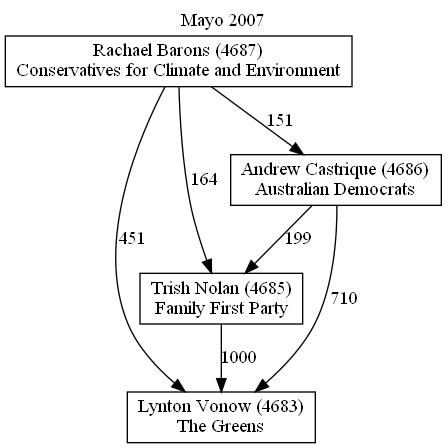 Mayo 2007
Rachael Barons (4687)
Conservatives for Climate and Environment
151
Andrew Castrique (4686)
Australian Democrats
164
451
199
Trish Nolan (4685)
Family First Party
710
1000
Lynton Vonow (4683)
The Greens